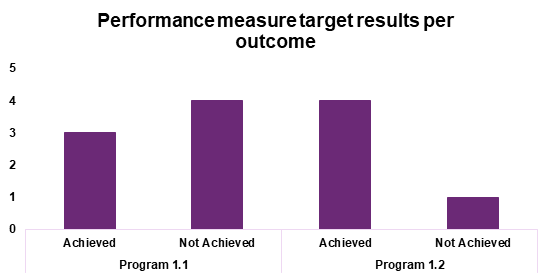 Performance measure target results per
outcome
5
4
3
2
1
0
Achieved Not Achieved Achieved Not Achieved
Program 1.1 Program 1.2